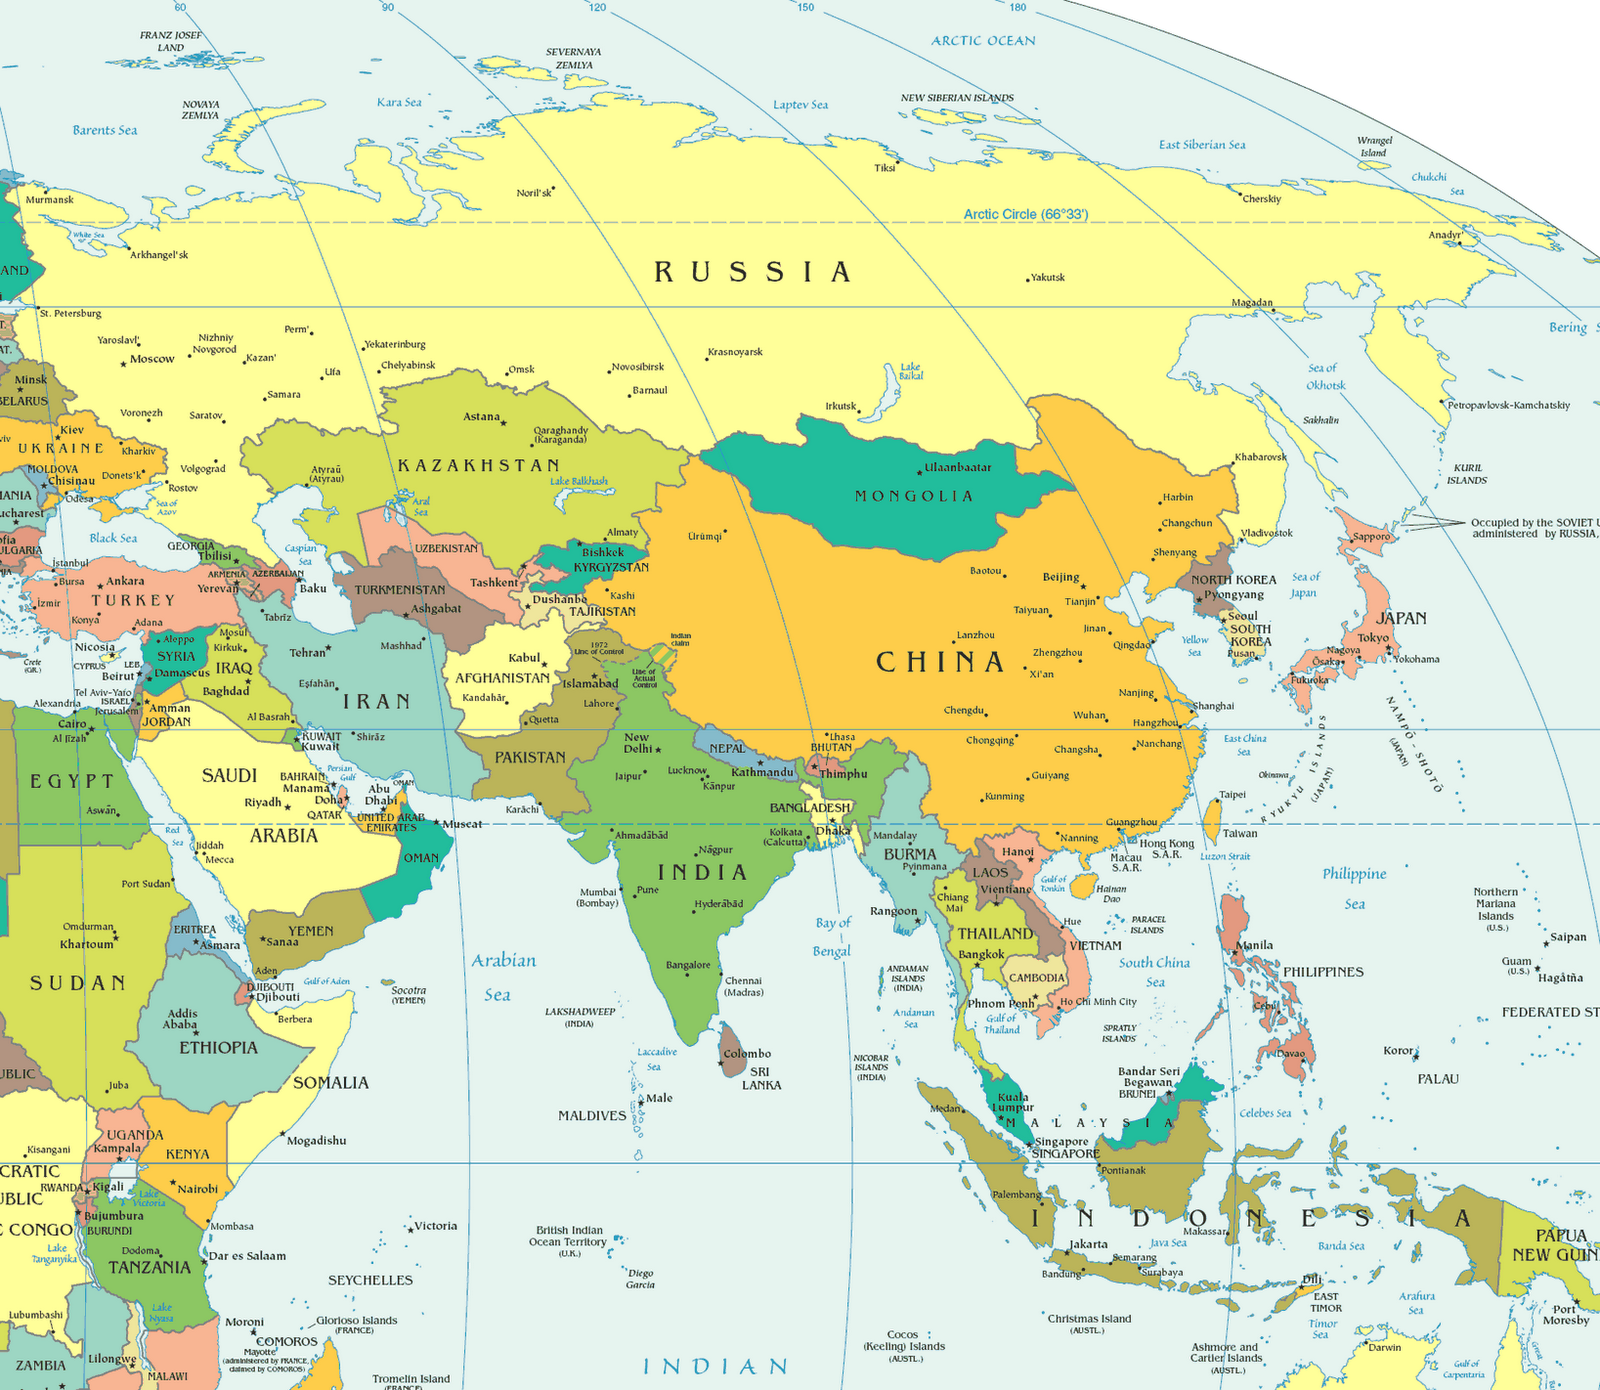 60
90
120
150
180
FRANZ JOSEF
LAND
SEVERNAYA
ZEMLYA
ARCTIC OCEAN
NOVAYA
ZEMLYA
Kara Sea
Laptev Sea
NEW SIBERIAN ISLANDS
Barents Sea
East Siberian Sea
Wrangel
Island
Chukchi
Sea
Tiksi
Noril'sk
Murmansk
Cherskiy
Arctic Circle (66°33')
White Sea
Anadyr'
Arkhangel'sk
AND
RUSSIA
Yakutsk
Magadan
St. Petersburg
Bering S
T.
AT.
Yaroslavl'
Nizhniy
Novgorod
Perm'
Yekaterinburg
Krasnoyarsk
Moscow
Kazan'
Chelyabinsk
Omsk
Novosibirsk
Lake
Baikal
Sea of
Okhotsk
Ufa
Barnaul
Minsk
BELARUS
Samara
Irkutsk
Petropavlovsk-Kamchatskiy
Voronezh
Saratov
Astana
Sakhalin
Kiev
Qaraghandy
(Karaganda)
viv
UKRAINE
Kharkiv
KAZAKHSTAN
Khabarovsk
MOLDOVA
Chisinau
Donets'k
Volgograd
Atyraü
(Atyrau)
Lake Balkhash
Ulaanbaatar
KURIL
ISLANDS
MANIA
Odesa
Rostov
MONGOLIA
Harbin
ucharest
Sea of
Azov
Aral
Sea
Changchun
Occupied by the SOVIET U
administered by RUSSIA,
Black Sea
GEORGIA
Tbilisi
Caspian
Sea
UZBEKISTAN
Almaty
Ürümqi
Vladivostok
Sapporo
ofia
ULGARIA
Bishkek
KYRGYZSTAN
Shenyang
İstanbul
Bursa
Ankara
ARMENIA
Yerevan
AZERBAIJAN
Baku
TURKMENISTAN
Tashkent
Baotou
Beijing
Tianjin
NORTH KOREA
Pyongyang
Sea of
Japan
İzmir
TURKEY
Ashgabat
Dushanbe
TAJIKISTAN
Kashi
Taiyuan
Seoul
SOUTH
KOREA
Pusan
JAPAN
Konya
Adana
Tabrīz
Mashhad
Lanzhou
Jinan
Qingdao
Yellow
Sea
Tokyo
Yokohama
Nagoya
Ōsaka
Fukuoka
Crete
(GR.)
Nicosia
CYPRUS
Aleppo
SYRIA
Mosul
Kirkuk
Tehran
1972
Line of Control
Indian
claim
CHINA
Zhengzhou
Xi'an
LEB.
Beirut
Damascus
IRAQ
Baghdad
Eşfahān
Kabul
AFGHANISTAN
Islamabad
Line of
Actual
Control
Tel Aviv-Yafo
ISRAEL
Jerusalem
Amman
JORDAN
IRAN
Kandahār
Lahore
Nanjing
Shanghai
Alexandria
Cairo
Al Jīzah
Al Basrah
Quetta
Chengdu
Wuhan
Hangzhou
NAMPŌ-SHOTŌ
(JAPAN)
KUWAIT
Kuwait
Shirāz
New
Delhi
NEPAL
Lhasa
BHUTAN
Chongqing
Changsha
Nanchang
East China
Sea
EGYPT
SAUDI
ARABIA
BAHRAIN
Manama
Persian
Gulf
PAKISTAN
Jaipur
Lucknow
Kānpur
Kathmandu
Thimphu
Guiyang
Okinawa
RYUKYU ISLANDS
(JAPAN)
Aswān
Riyadh
Doha
QATAR
Abu
Dhabi
OMAN
UNITED ARAB
EMIRATES
Muscat
Karāchi
BANGLADESH
Dhaka
Kunming
Taipei
Taiwan
Red
Sea
Jiddah
Mecca
OMAN
Ahmadābād
Kolkata
(Calcutta)
Mandalay
BURMA
Pyinmana
Nanning
Guangzhou
Hong Kong
S.A.R.
Macau
S.A.R.
Luzon Strait
INDIA
Nāgpur
Hanoi
LAOS
Vientiane
Gulf of
Tonkin
Hainan
Dao
Philippine
Sea
Port Sudan
Mumbai
(Bombay)
Pune
Hyderābād
Chiang
Mai
Northern
Mariana
Islands
(U.S.)
Omdurman
Khartoum
ERITREA
Asmara
YEMEN
Sanaa
Rangoon
Bay of
Bengal
Hue
PARACEL
ISLANDS
Manila
Saipan
Arabian
Sea
THAILAND
Bangkok
VIETNAM
Guam
(U.S.)
Hagåtña
SUDAN
Aden
Gulf of Aden
Socotra
(YEMEN)
Bangalore
Chennai
(Madras)
ANDAMAN
ISLANDS
(INDIA)
CAMBODIA
South China
Sea
PHILIPPINES
DJIBOUTI
Djibouti
Berbera
LAKSHADWEEP
(INDIA)
Andaman
Sea
Phnom Penh
Ho Chi Minh City
Gulf of
Thailand
Cebu
FEDERATED ST
Addis
Ababa
ETHIOPIA
SPRATLY
ISLANDS
Laccadive
Sea
Colombo
SRI
LANKA
NICOBAR
ISLANDS
(INDIA)
Davao
Koror
PALAU
UBLIC
Juba
SOMALIA
Bandar Seri
Begawan
BRUNEI
MALDIVES
Male
Medan
Kuala
Lumpur
MALAYSIA
Celebes Sea
UGANDA
Kampala
Mogadishu
Singapore
SINGAPORE
Kisangani
KENYA
Pontianak
CRATIC
UBLIC
E CONGO
RWANDA
Kigali
Lake
Victoria
Nairobi
Palembang
Bujumbura
BURUNDI
Mombasa
Victoria
British Indian
Ocean Territory
(U.K.)
INDONESIA
Makassar
Lake
Tanganyika
Dodoma
TANZANIA
Dar es Salaam
Jakarta
Java Sea
Banda Sea
PAPUA
NEW GUIN
Bandung
Semarang
Surabaya
SEYCHELLES
Diego
Garcia
Dili
EAST
TIMOR
Arafura
Sea
Lubumbashi
Lake
Nyasa
Moroni
COMOROS
Glorioso Islands
(FRANCE)
Christmas Island
(AUSTL.)
Timor
Sea
Port
Moresby
Mayotte
(administered by FRANCE,
claimed by COMOROS)
Cocos
(Keeling) Islands
(AUSTL.)
Ashmore and
Cartier Islands
(AUSTL.)
Darwin
Great
ZAMBIA
Lilongwe
MALAWI
INDIAN
Gulf of
Carpentaria
Tromelin Island
(FRANCE)